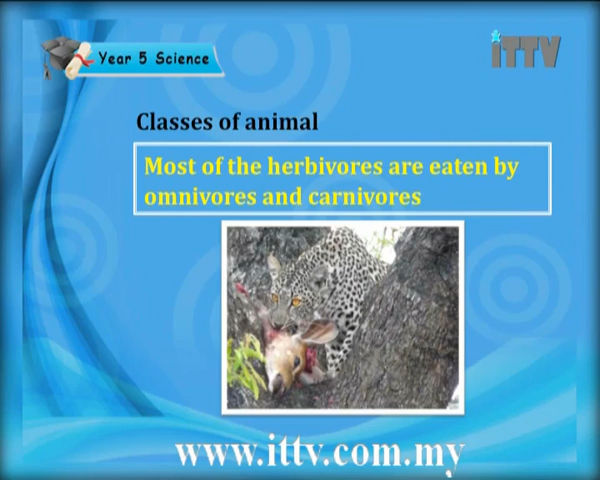 Year 5 Science
iTTV
Classes of animal
Most of the herbivores are eaten by
omnivores and carnivores
www.ittv.com.my